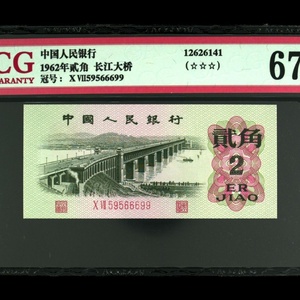 CG
WARRANTY
中国人民银行
1962年贰角 长江大桥
冠号： X Ⅶ59566699
12626141
(☆☆☆)
67
中国人民银行
贰角
2
ER
JIAO
X Ⅶ 59566699